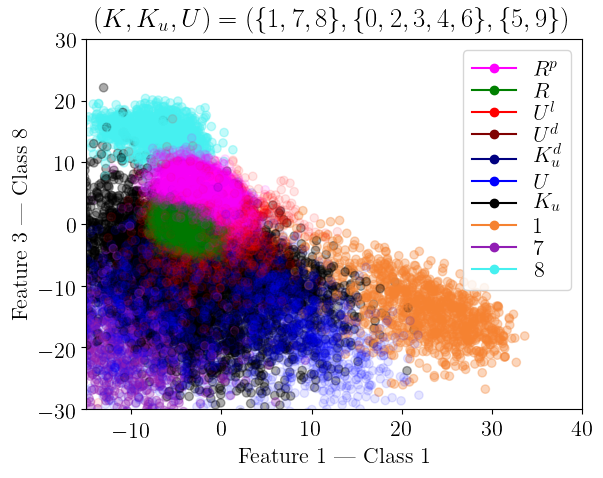 (K, K_u, U) = ({1, 7, 8}, {0, 2, 3, 4, 6}, {5, 9})
30
20
10
0
−10
−20
−30
Feature 3 — Class 8
R^p
R
U^l
U^d
K_u^d
U
K_u
1
7
8
−10
0
10
20
30
40
Feature 1 — Class 1